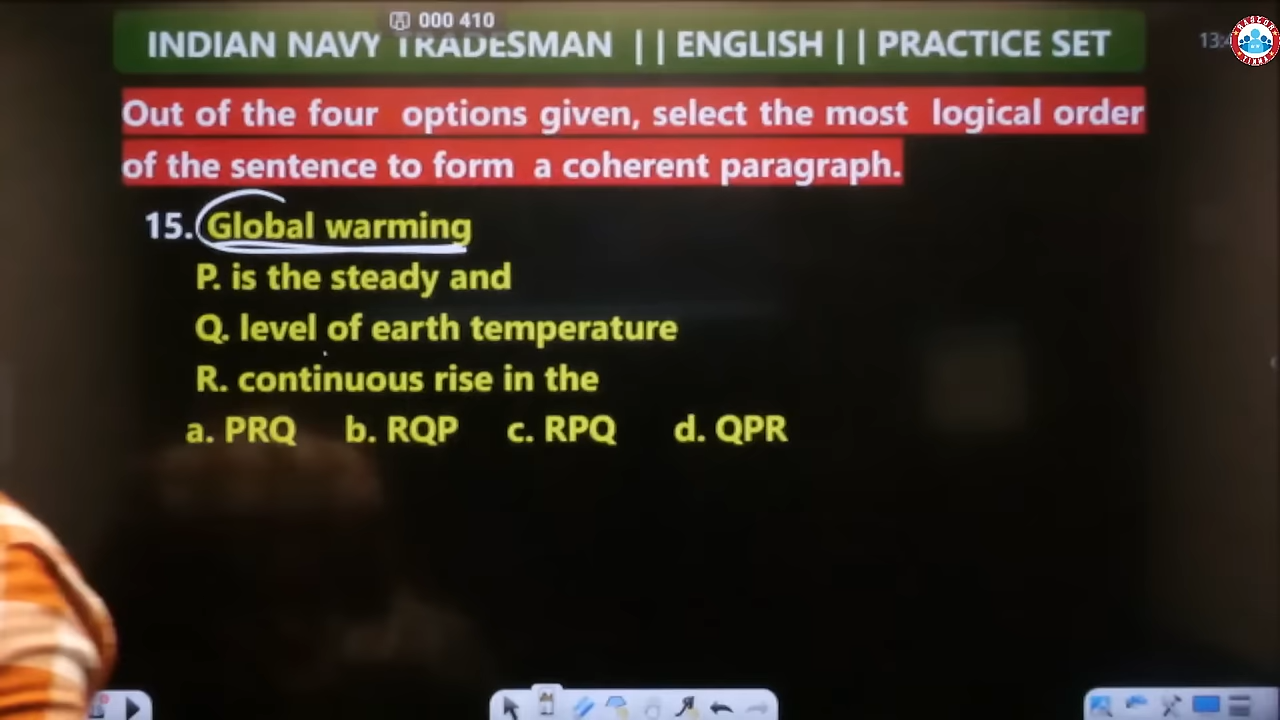 000 410
INDIAN NAVY TRADESMAN || ENGLISH || PRACTICE SET
Out of the four options given, select the most logical order
of the sentence to form a coherent paragraph.
15. Global warming
P. is the steady and
Q. level of earth temperature
R. continuous rise in the
a. PRQ b. RQP c. RPQ d. QPR